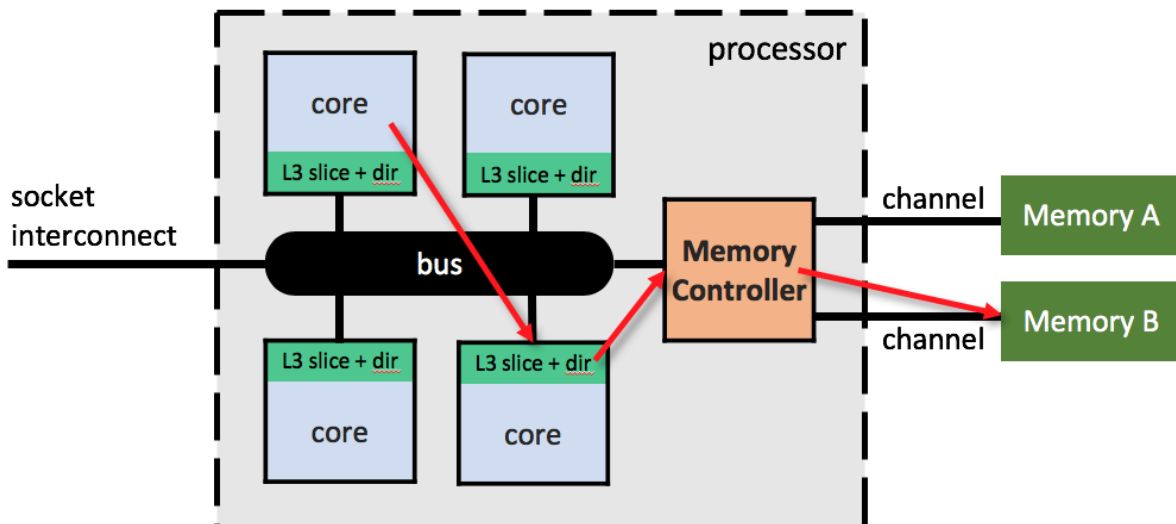 processor
core
L3 slice + dir
core
L3 slice + dir
socket
interconnect
bus
Memory
Controller
channel
Memory A
channel
Memory B
L3 slice + dir
core
L3 slice + dir
core